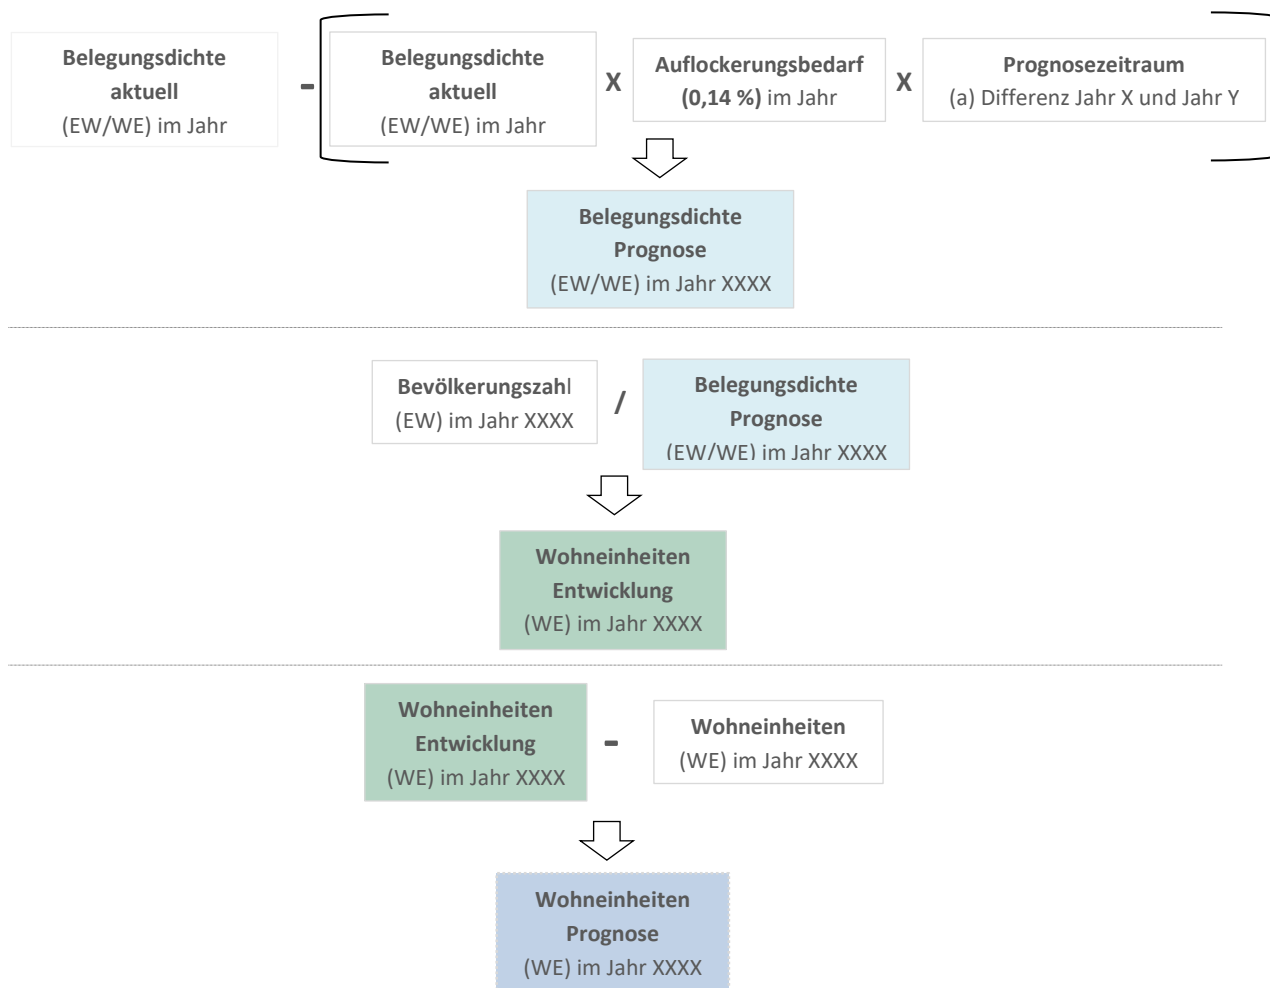 Belegungsdichte
aktuell
(EW/WE) im Jahr
-
Belegungsdichte
aktuell
(EW/WE) im Jahr
X
Auflockerungsbedarf
(0,14 %) im Jahr
X
Prognosezeitraum
(a) Differenz Jahr X und Jahr Y
Belegungsdichte
Prognose
(EW/WE) im Jahr XXXX
Bevölkerungszahl
(EW) im Jahr XXXX
/
Belegungsdichte
Prognose
(EW/WE) im Jahr XXXX
Wohneinheiten
Entwicklung
(WE) im Jahr XXXX
Wohneinheiten
Entwicklung
(WE) im Jahr XXXX
-
Wohneinheiten
(WE) im Jahr XXXX
Wohneinheiten
Prognose
(WE) im Jahr XXXX